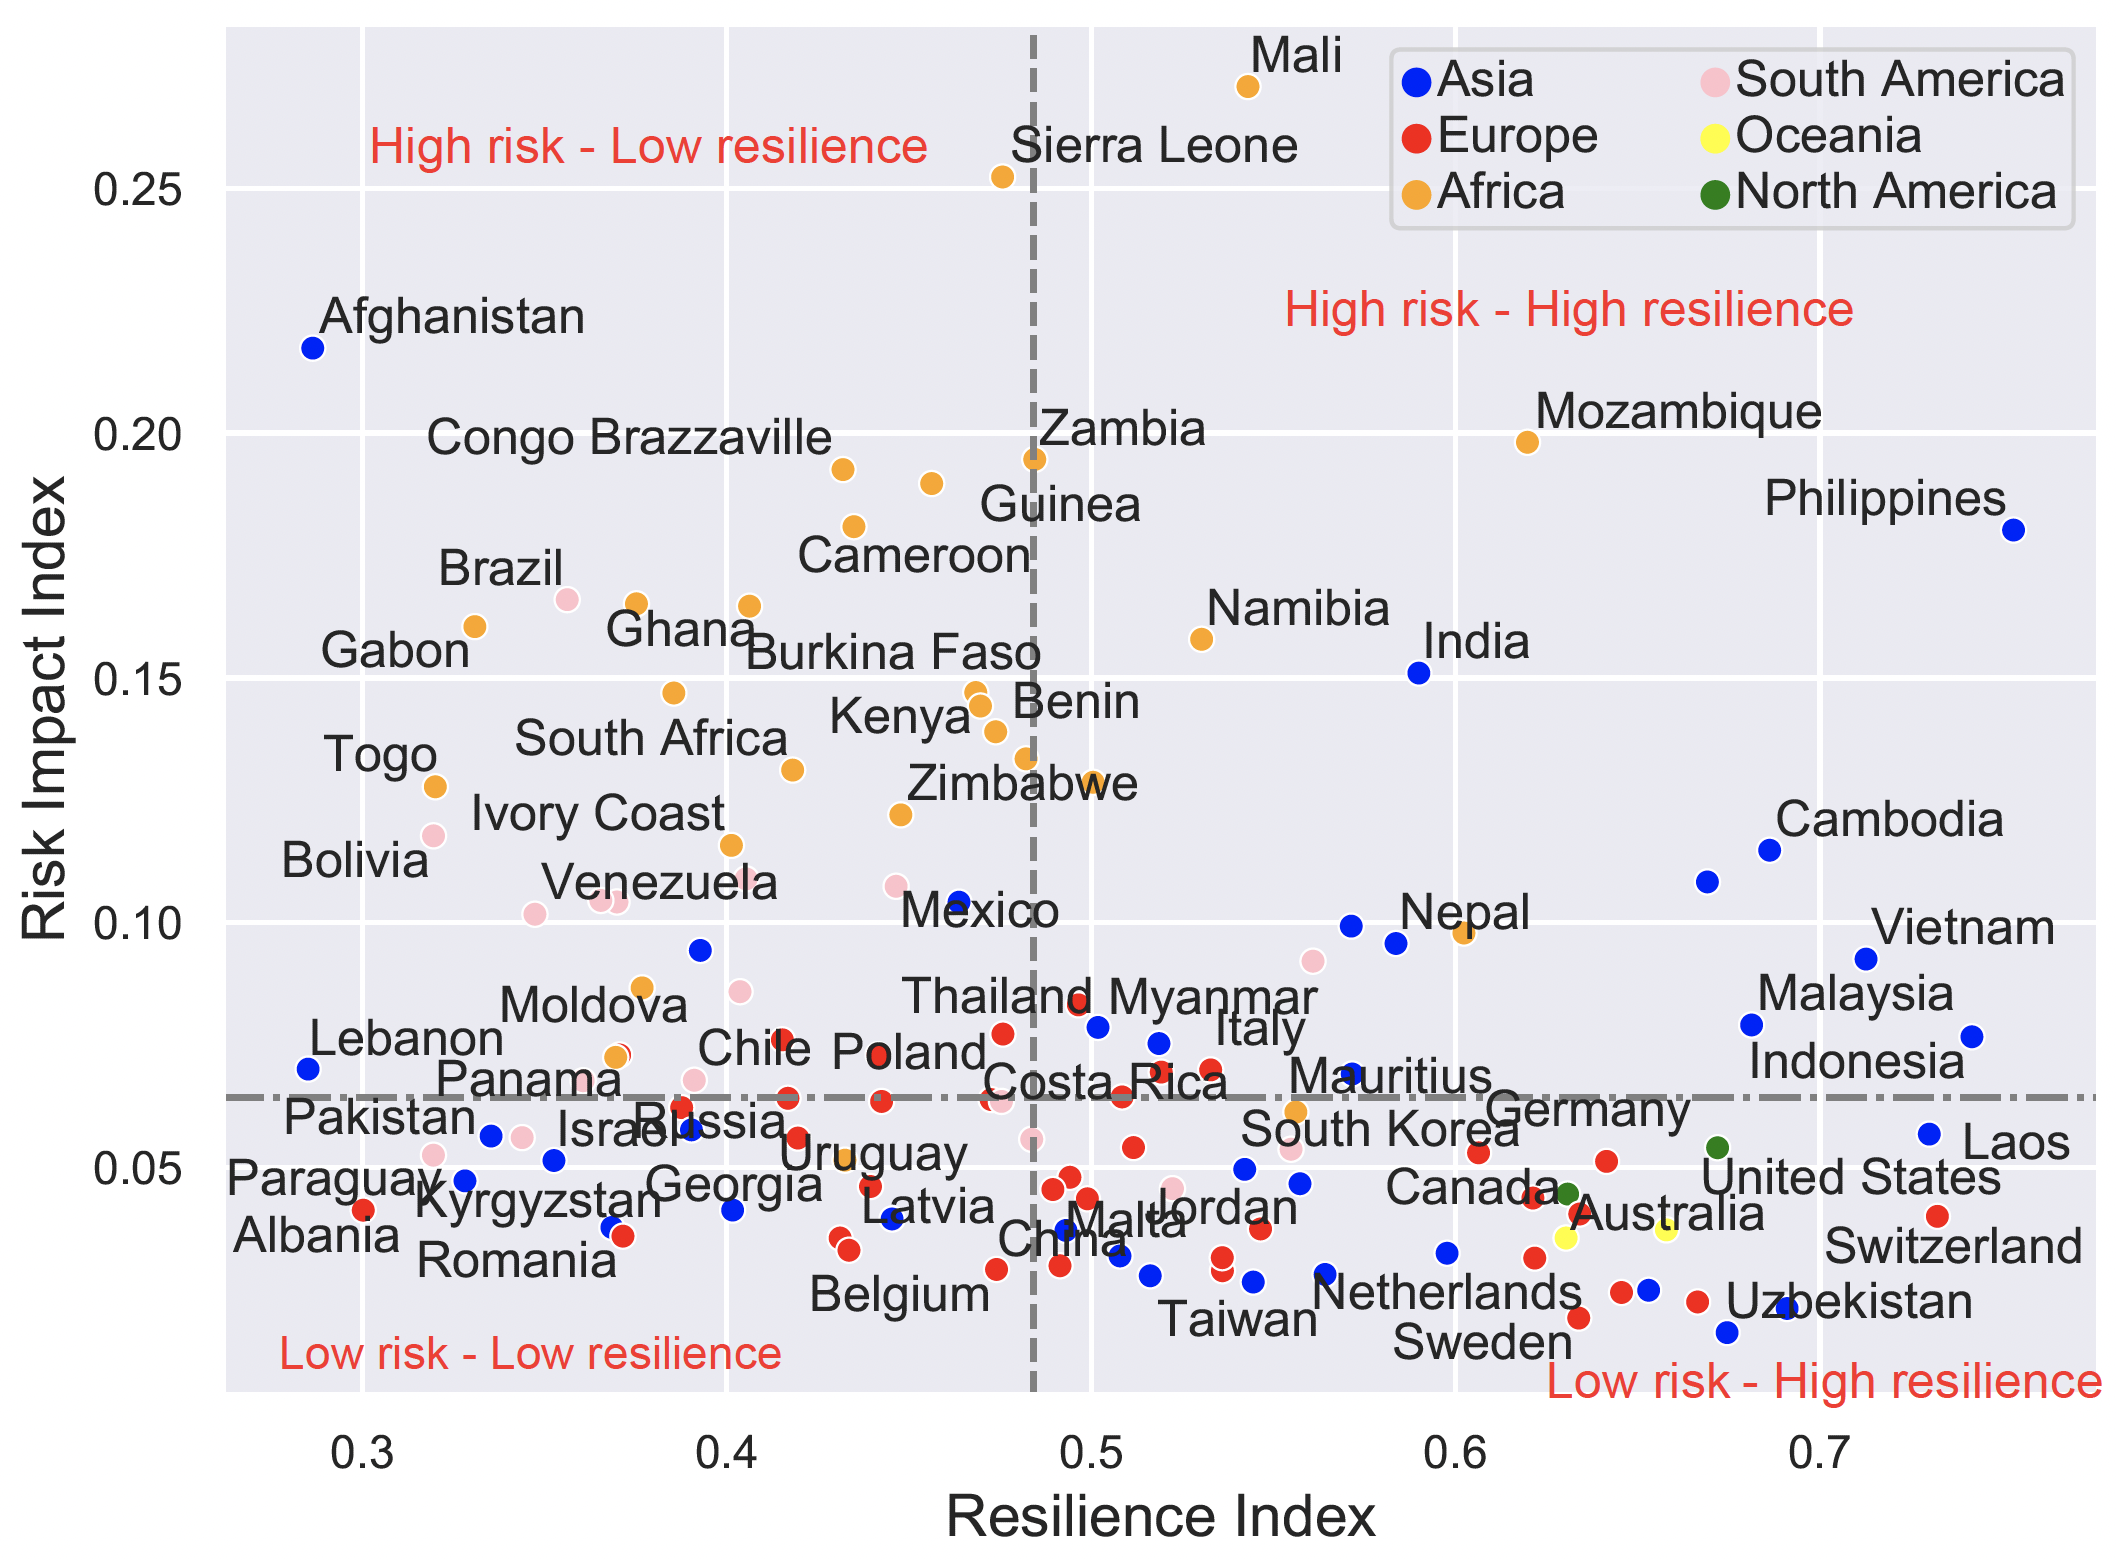 Mali
Asia
South America
Europe
Oceania
Africa
North America
High risk - Low resilience
Sierra Leone
0.25
High risk - High resilience
Afghanistan
Mozambique
Zambia
Congo Brazzaville
0.20
Philippines
Guinea
Cameroon
Brazil
Namibia
Ghana
India
Gabon
Burkina Faso
0.15
Benin
Kenya
South Africa
Togo
Zimbabwe
Ivory Coast
Cambodia
Bolivia
Venezuela
Mexico
Nepal
0.10
Vietnam
Thailand
Myanmar
Malaysia
Moldova
Italy
Lebanon
Chile
Poland
Indonesia
Panama
Costa Rica
Mauritius
Germany
Pakistan
Israel
Russia
South Korea
Laos
Uruguay
0.05
Paraguay
Georgia
Canada
United States
Kyrgyzstan
Latvia
Jordan
Malta
Australia
Albania
China
Switzerland
Romania
Belgium
Netherlands
Uzbekistan
Taiwan
Sweden
Low risk - Low resilience
Low risk - High resilience
0.3
0.4
0.5
0.6
0.7
Resilience Index
Risk Impact Index